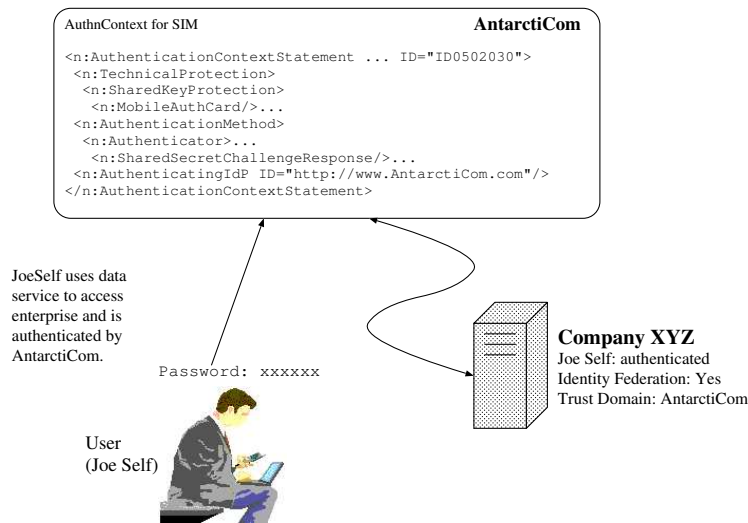 AuthnContext for SIM
AntarctiCom
<n:AuthenticationContextStatement ... ID="ID0502030">
<n:TechnicalProtection>
<n:SharedKeyProtection>
<n:MobileAuthCard/>...
<n:AuthenticationMethod>
<n:Authenticator>...
<n:SharedSecretChallengeResponse/>...
<n:AuthenticatingIdP ID="http://www.AntarctiCom.com"/>
</n:AuthenticationContextStatement>
JoeSelf uses data
service to access
enterprise and is
authenticated by
AntarctiCom.
Password: xxxxxx
User
(Joe Self)
Company XYZ
Joe Self: authenticated
Identity Federation: Yes
Trust Domain: AntarctiCom